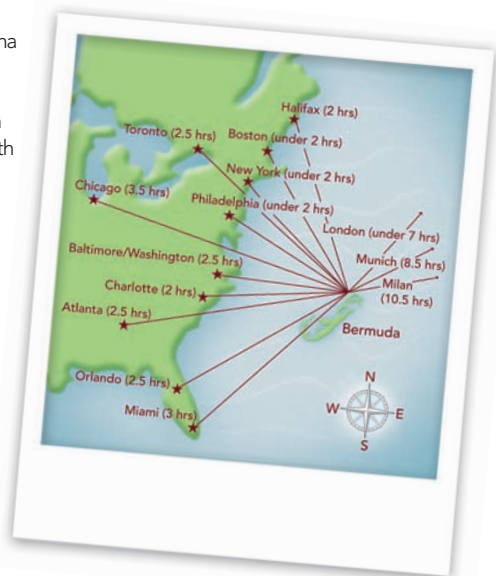 na
th
Halifax (2 hrs)
Toronto (2.5 hrs)
Boston (under 2 hrs)
New York (under 2 hrs)
Chicago (3.5 hrs)
Philadelphia (under 2 hrs)
London (under 7 hrs)
Baltimore/Washington (2.5 hrs)
Munich (8.5 hrs)
Charlotte (2 hrs)
Milan
(10.5 hrs)
Atlanta (2.5 hrs)
Bermuda
Orlando (2.5 hrs)
Miami (3 hrs)
N
W
E
S